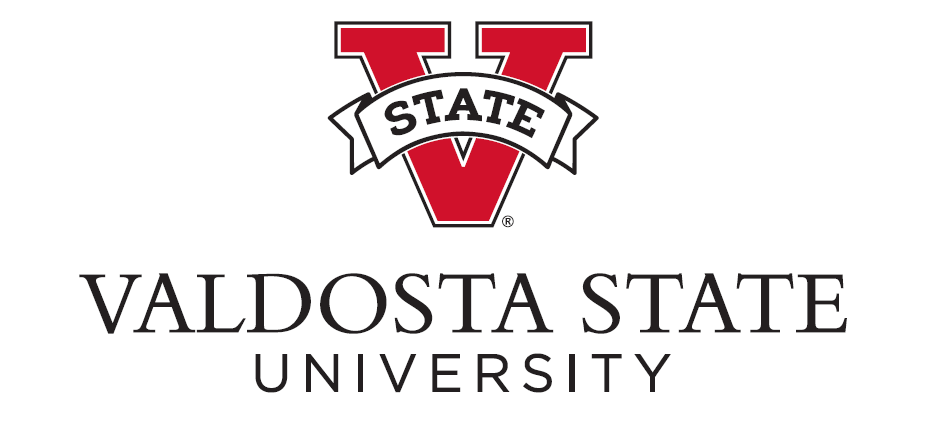 V
STATE
®
VALDOSTA STATE
UNIVERSITY